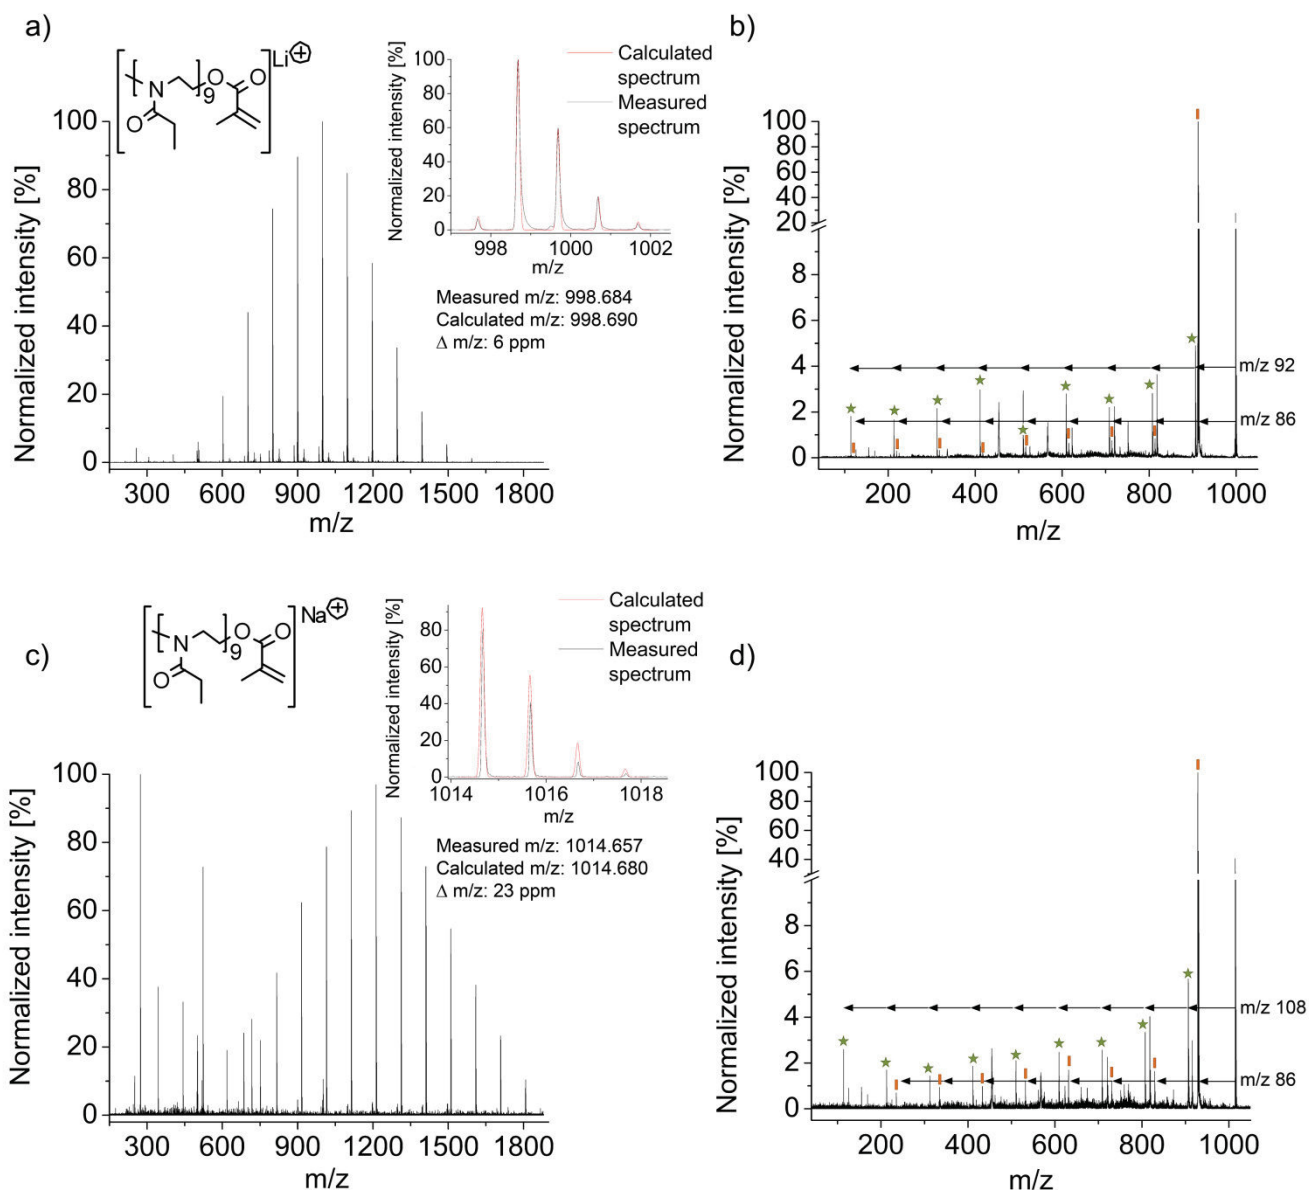 a)
Li⊕
N
9
O
O
O
Normalized intensity [%]
100
80
60
40
20
0
300
600
900
1200
1500
1800
m/z
Normalized intensity [%]
100
80
60
40
20
0
998
1000
1002
m/z
Calculated
spectrum
Measured
spectrum
Measured m/z: 998.684
Calculated m/z: 998.690
Δ m/z: 6 ppm
b)
Normalized intensity [%]
100
80
60
40
20
8
6
4
2
0
m/z 92
m/z 86
200
400
600
800
1000
m/z
c)
Na⊕
N
9
O
O
O
Normalized intensity [%]
100
80
60
40
20
0
300
600
900
1200
1500
1800
m/z
Normalized intensity [%]
80
60
40
20
0
1014
1016
1018
m/z
Calculated
spectrum
Measured
spectrum
Measured m/z: 1014.657
Calculated m/z: 1014.680
Δ m/z: 23 ppm
d)
Normalized intensity [%]
100
80
60
40
8
6
4
2
0
m/z 108
m/z 86
200
400
600
800
1000
m/z